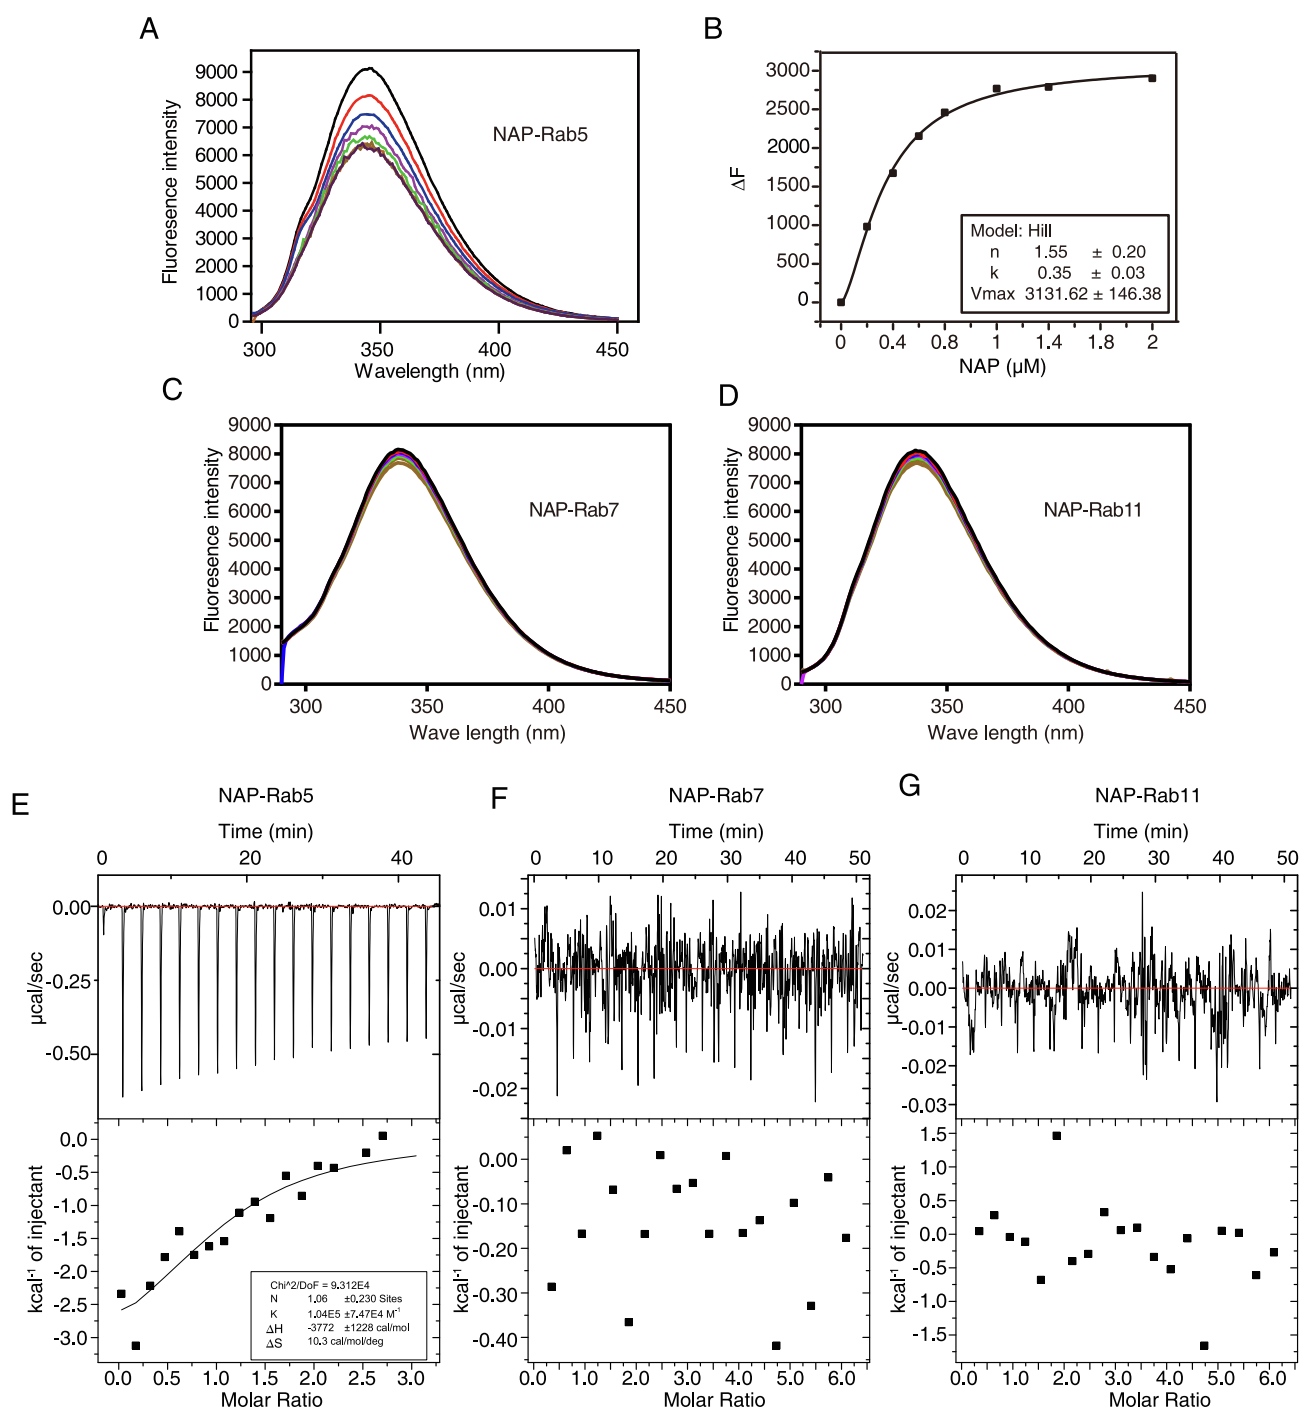 A
9000
8000
7000
6000
5000
4000
3000
2000
1000
0
Fluoresence intensity
NAP-Rab5
300 350 400 450
Wavelength (nm)
B
3000
2500
2000
1500
1000
500
0
ΔF
Model: Hill
n 1.55 ± 0.20
k 0.35 ± 0.03
Vmax 3131.62 ± 146.38
0 0.4 0.8 1 1.4 1.8 2
NAP (µM)
C
9000
8000
7000
6000
5000
4000
3000
2000
1000
0
Fluoresence intensity
NAP-Rab7
300 350 400 450
Wave length (nm)
D
9000
8000
7000
6000
5000
4000
3000
2000
1000
0
Fluoresence intensity
NAP-Rab11
300 350 400 450
Wave length (nm)
E
NAP-Rab5
Time (min)
0 20 40
0.00
-0.25
-0.50
µcal/sec
0.0
-0.5
-1.0
-1.5
-2.0
-2.5
-3.0
kcal⁻¹ of injectant
Chi^2/DoF = 9.312E4
N 1.06 ±0.230 Sites
K 1.04E5 ±7.47E4 M⁻¹
ΔH -3772 ±1228 cal/mol
ΔS 10.3 cal/mol/deg
0.0 0.5 1.0 1.5 2.0 2.5 3.0
Molar Ratio
F
NAP-Rab7
Time (min)
0 10 20 30 40 50
0.01
0.00
-0.01
-0.02
µcal/sec
0.00
-0.10
-0.20
-0.30
-0.40
kcal⁻¹ of injectant
0.0 1.0 2.0 3.0 4.0 5.0 6.0
Molar Ratio
G
NAP-Rab11
Time (min)
0 10 20 30 40 50
0.02
0.01
0.00
-0.01
-0.02
-0.03
µcal/sec
1.5
1.0
0.5
0.0
-0.5
-1.0
-1.5
kcal⁻¹ of injectant
0.0 1.0 2.0 3.0 4.0 5.0 6.0
Molar Ratio